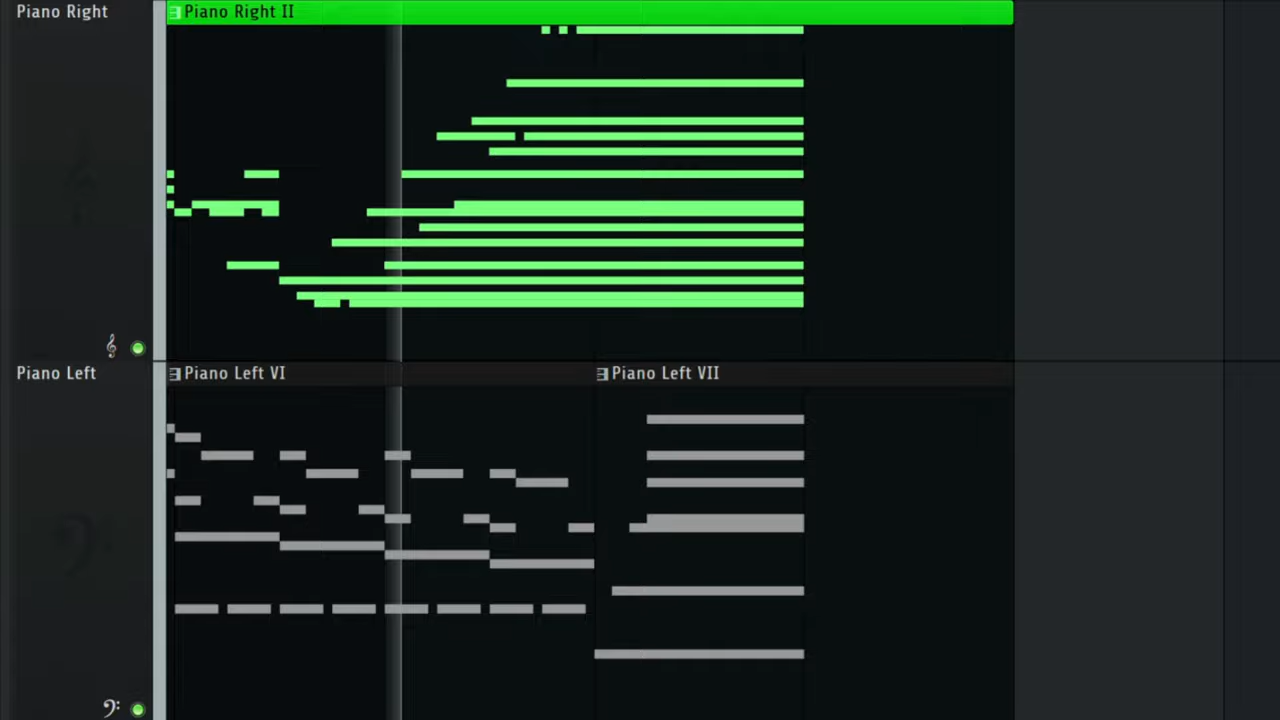 Piano Right
Piano Right II
Piano Left
Piano Left VI
Piano Left VII